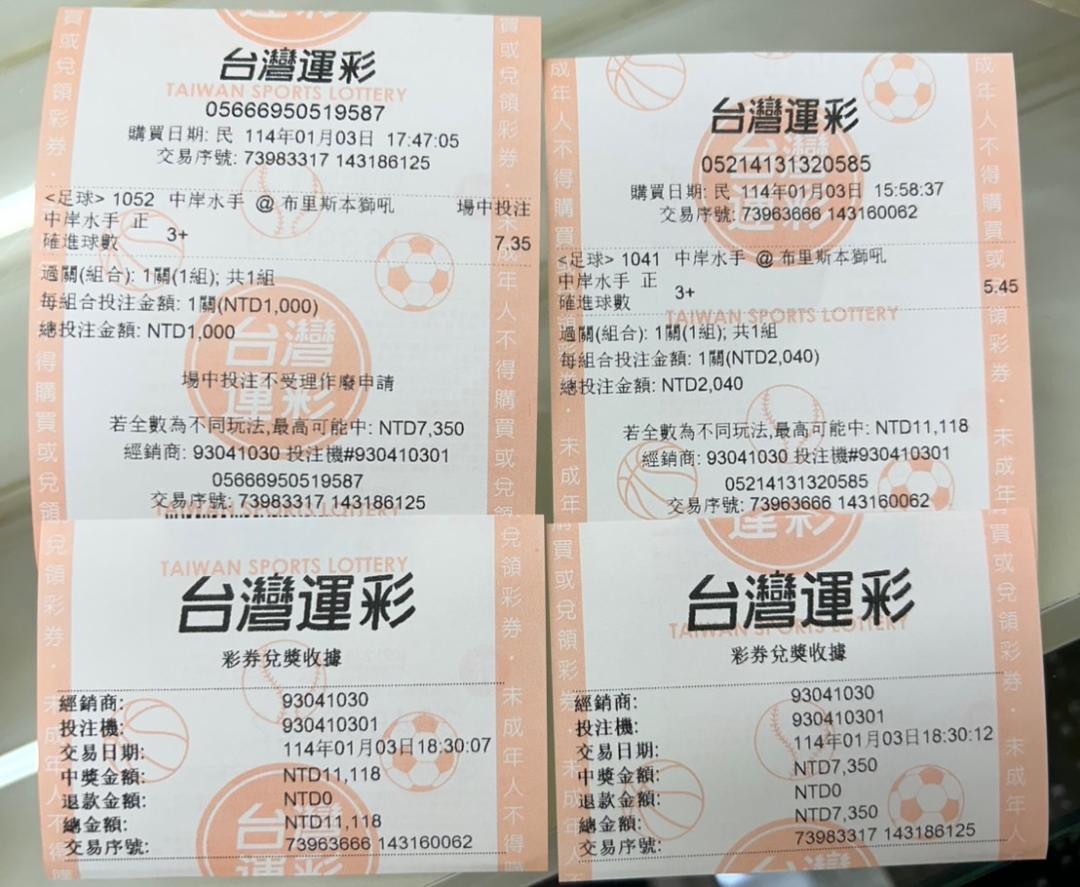 台灣運彩
TAIWAN SPORTS LOTTERY
05666950519587
購買日期: 民 114年01月03日 17:47:05
交易序號: 73983317 143186125
<足球> 1052 中岸水手 @ 布里斯本獅吼 場中投注
中岸水手 正
確進球數 3+ 7.35
過關(組合): 1關(1組); 共1組
每組合投注金額: 1關(NTD1,000)
總投注金額: NTD1,000
場中投注不受理作廢申請
若全數為不同玩法,最高可能中: NTD7,350
經銷商: 93041030 投注機#930410301
05666950519587
交易序號: 73983317 143186125
台灣運彩
05214131320585
購買日期: 民 114年01月03日 15:58:37
交易序號: 73963666 143160062
<足球> 1041 中岸水手 @ 布里斯本獅吼
中岸水手 正
確進球數 3+ 5.45
TAIWAN SPORTS LOTTERY
過關(組合): 1關(1組); 共1組
每組合投注金額: 1關(NTD2,040)
總投注金額: NTD2,040
若全數為不同玩法,最高可能中: NTD11,118
經銷商: 93041030 投注機#930410301
05214131320585
交易序號: 73963666 143160062
TAIWAN SPORTS LOTTERY
台灣運彩
彩券兌獎收據
經銷商: 93041030
投注機: 930410301
交易日期: 114年01月03日18:30:07
中獎金額: NTD11,118
退款金額: NTD0
總金額: NTD11,118
交易序號: 73963666 143160062
台灣運彩
TAIWAN SPORTS LOTTERY
彩券兌獎收據
經銷商: 93041030
投注機: 930410301
交易日期: 114年01月03日18:30:12
中獎金額: NTD7,350
退款金額: NTD0
總金額: NTD7,350
交易序號: 73983317 143186125